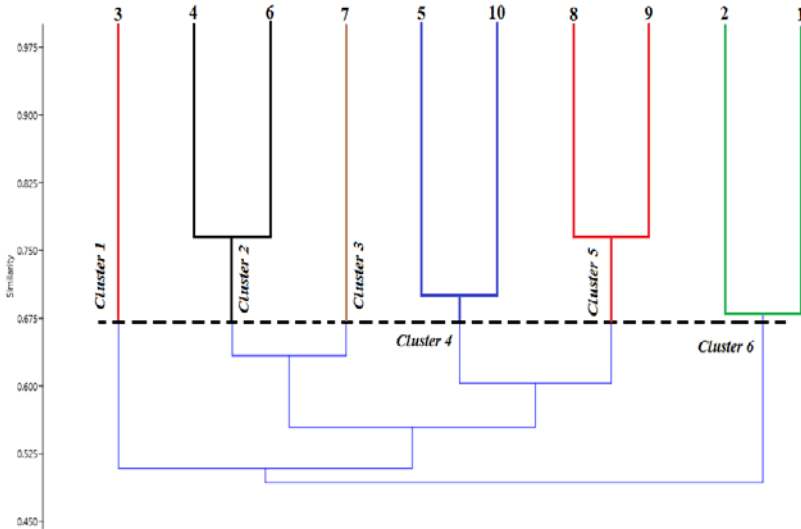 3 4 6 7 5 10 8 9 2 1
0.975
0.900
0.825
0.750
0.675
0.600
0.525
0.450
Similarity
Cluster 1
Cluster 2
Cluster 3
Cluster 4
Cluster 5
Cluster 6